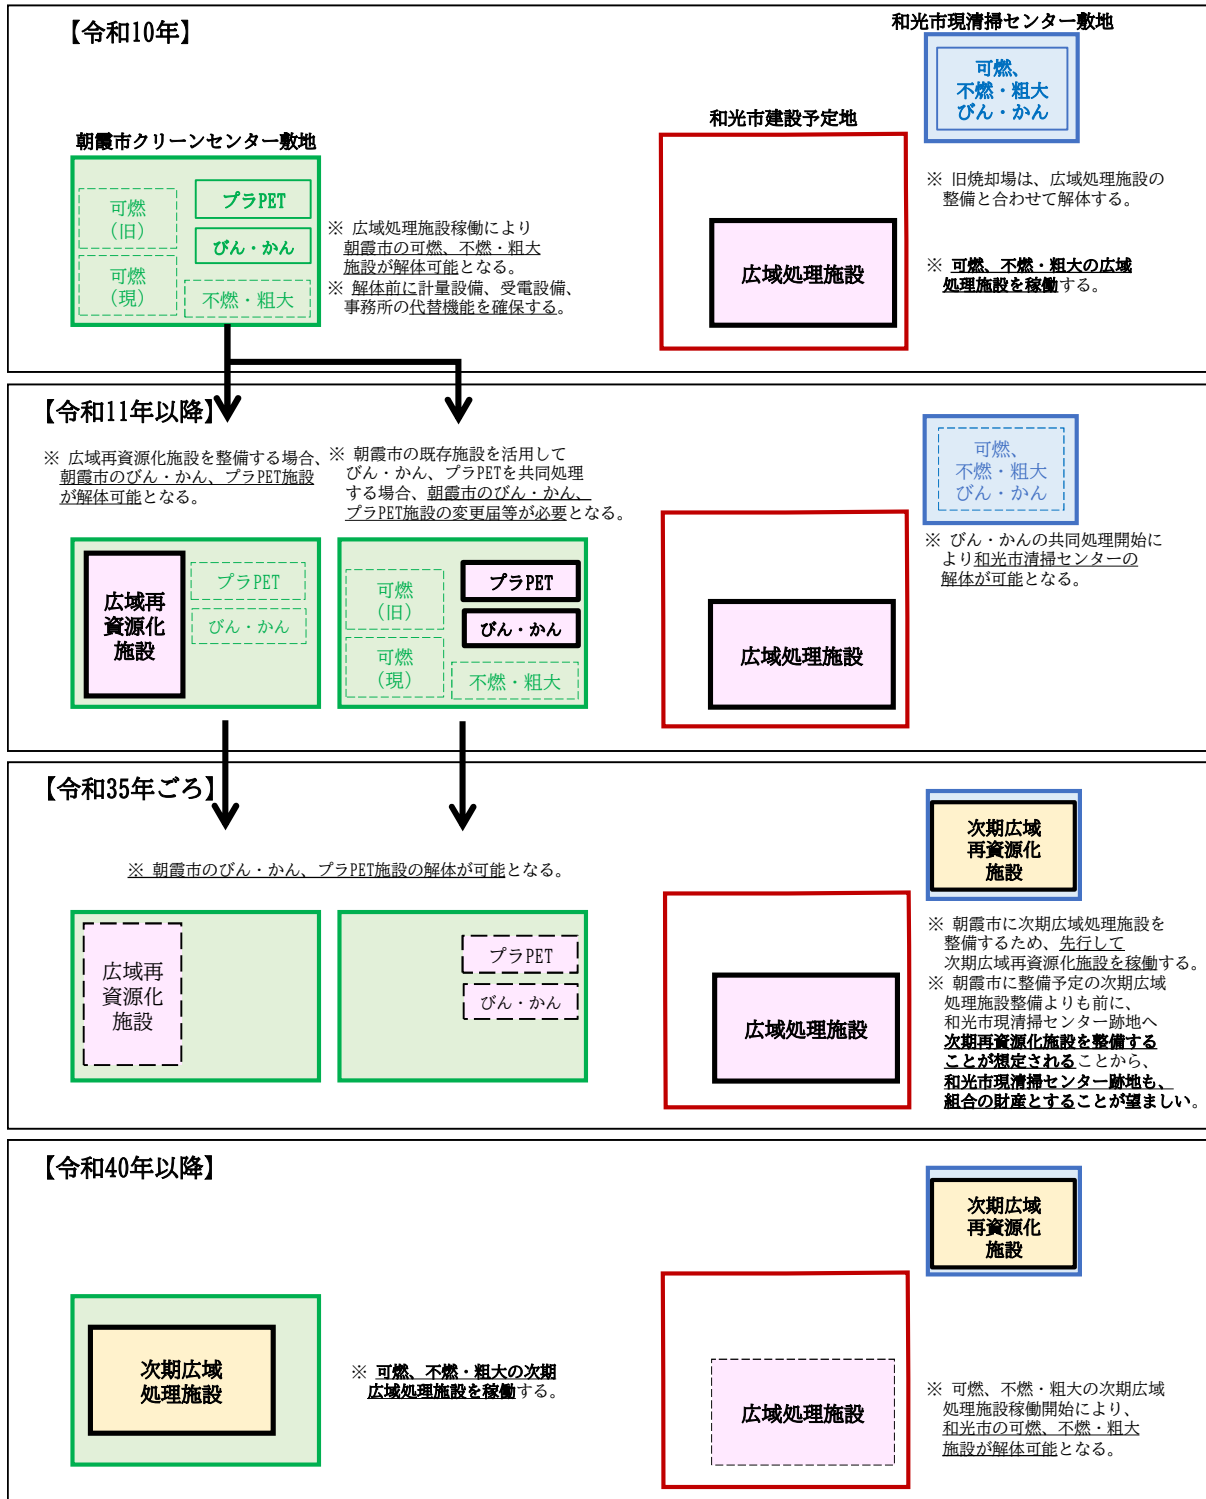 【令和10年】
和光市現清掃センター敷地
可燃、
不燃・粗大
びん・かん
朝霞市クリーンセンター敷地
可燃
(旧)
プラPET
びん・かん
可燃
(現)
不燃・粗大
※ 広域処理施設稼働により
朝霞市の可燃、不燃・粗大
施設が解体可能となる。
※ 解体前に計量設備、受電設備、
事務所の代替機能を確保する。
和光市建設予定地
広域処理施設
※ 旧焼却場は、広域処理施設の
整備と合わせて解体する。
※ 可燃、不燃・粗大の広域
処理施設を稼働する。
【令和11年以降】
※ 広域再資源化施設を整備する場合、
朝霞市のびん・かん、プラPET施設
が解体可能となる。
※ 朝霞市の既存施設を活用して
びん・かん、プラPETを共同処理
する場合、朝霞市のびん・かん、
プラPET施設の変更届等が必要となる。
広域再
資源化
施設
プラPET
びん・かん
可燃
(旧)
プラPET
びん・かん
可燃
(現)
不燃・粗大
広域処理施設
可燃、
不燃・粗大
びん・かん
※ びん・かんの共同処理開始に
より和光市清掃センターの
解体が可能となる。
【令和35年ごろ】
※ 朝霞市のびん・かん、プラPET施設の解体が可能となる。
広域再
資源化
施設
プラPET
びん・かん
広域処理施設
次期広域
再資源化
施設
※ 朝霞市に次期広域処理施設を
整備するため、先行して
次期広域再資源化施設を稼働する。
※ 朝霞市に整備予定の次期広域
処理施設整備よりも前に、
和光市現清掃センター跡地へ
次期再資源化施設を整備する
ことが想定されることから、
和光市現清掃センター跡地も、
組合の財産とすることが望ましい。
【令和40年以降】
次期広域
処理施設
※ 可燃、不燃・粗大の次期
広域処理施設を稼働する。
広域処理施設
次期広域
再資源化
施設
※ 可燃、不燃・粗大の次期広域
処理施設稼働開始により、
和光市の可燃、不燃・粗大
施設が解体可能となる。